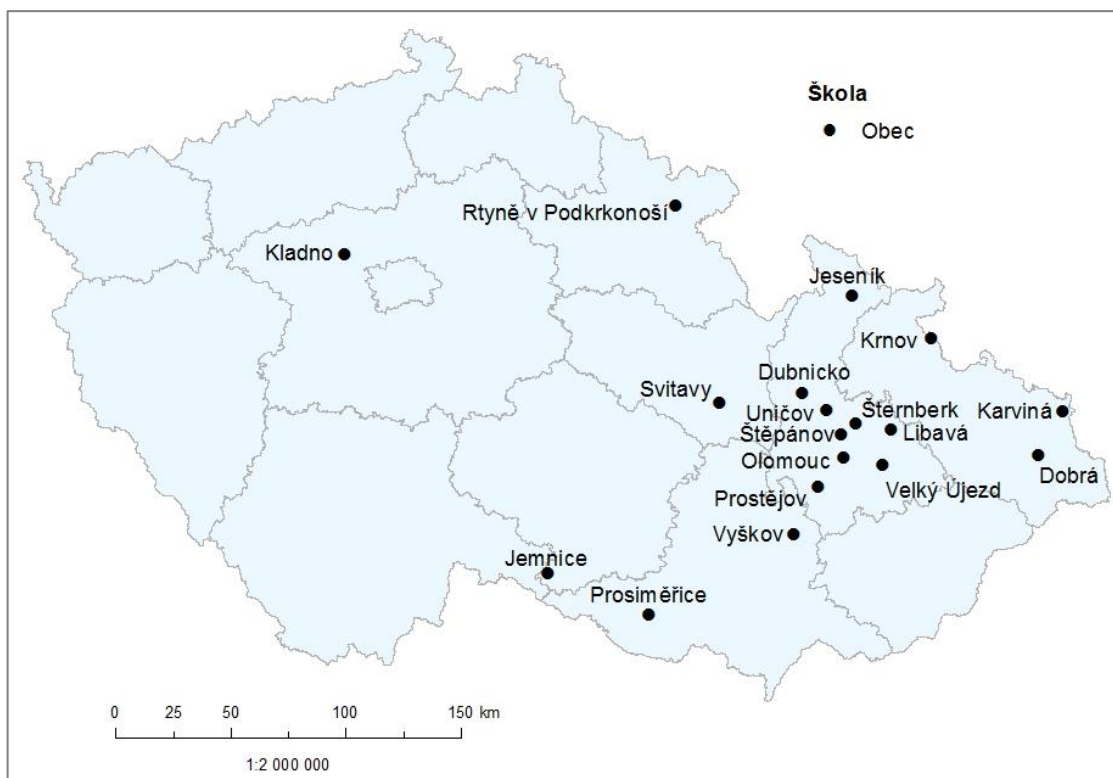 Škola
Obec
Rtyně v Podkrkonoší
Kladno
Jeseník
Krnov
Dubnicko
Svitavy
Uničov
Šternberk
Karviná
Štěpánov
Libavá
Olomouc
Dobrá
Velký Újezd
Prostějov
Vyškov
Jemnice
Prosiměřice
0 25 50 100 150 km
1:2 000 000